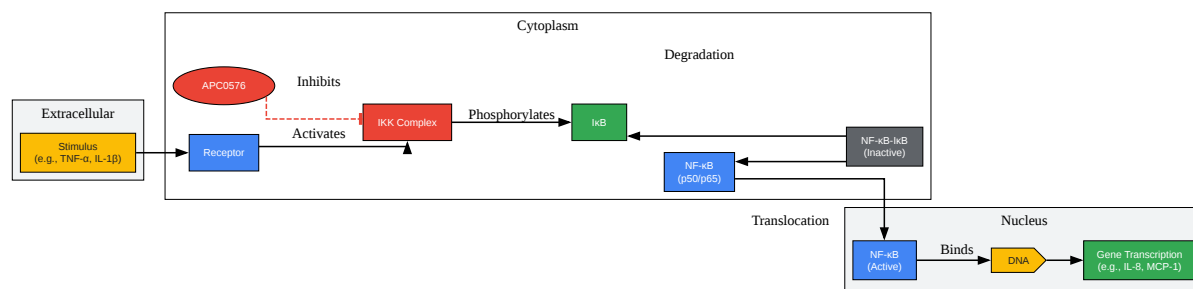 Cytoplasm
Degradation
APC0576
Inhibits
Extracellular
IKK Complex
Phosphorylates
IκB
Stimulus
(e.g., TNF-α, IL-1β)
Receptor
Activates
NF-κB-IκB
(Inactive)
NF-κB
(p50/p65)
Translocation
Nucleus
NF-κB
(Active)
Binds
DNA
Gene Transcription
(e.g., IL-8, MCP-1)